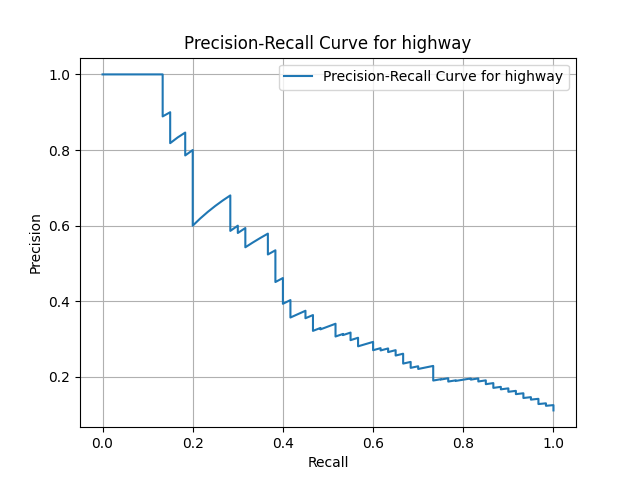 Precision-Recall Curve for highway
Precision-Recall Curve for highway
1.0
0.8
0.6
0.4
0.2
Precision
0.0 0.2 0.4 0.6 0.8 1.0
Recall